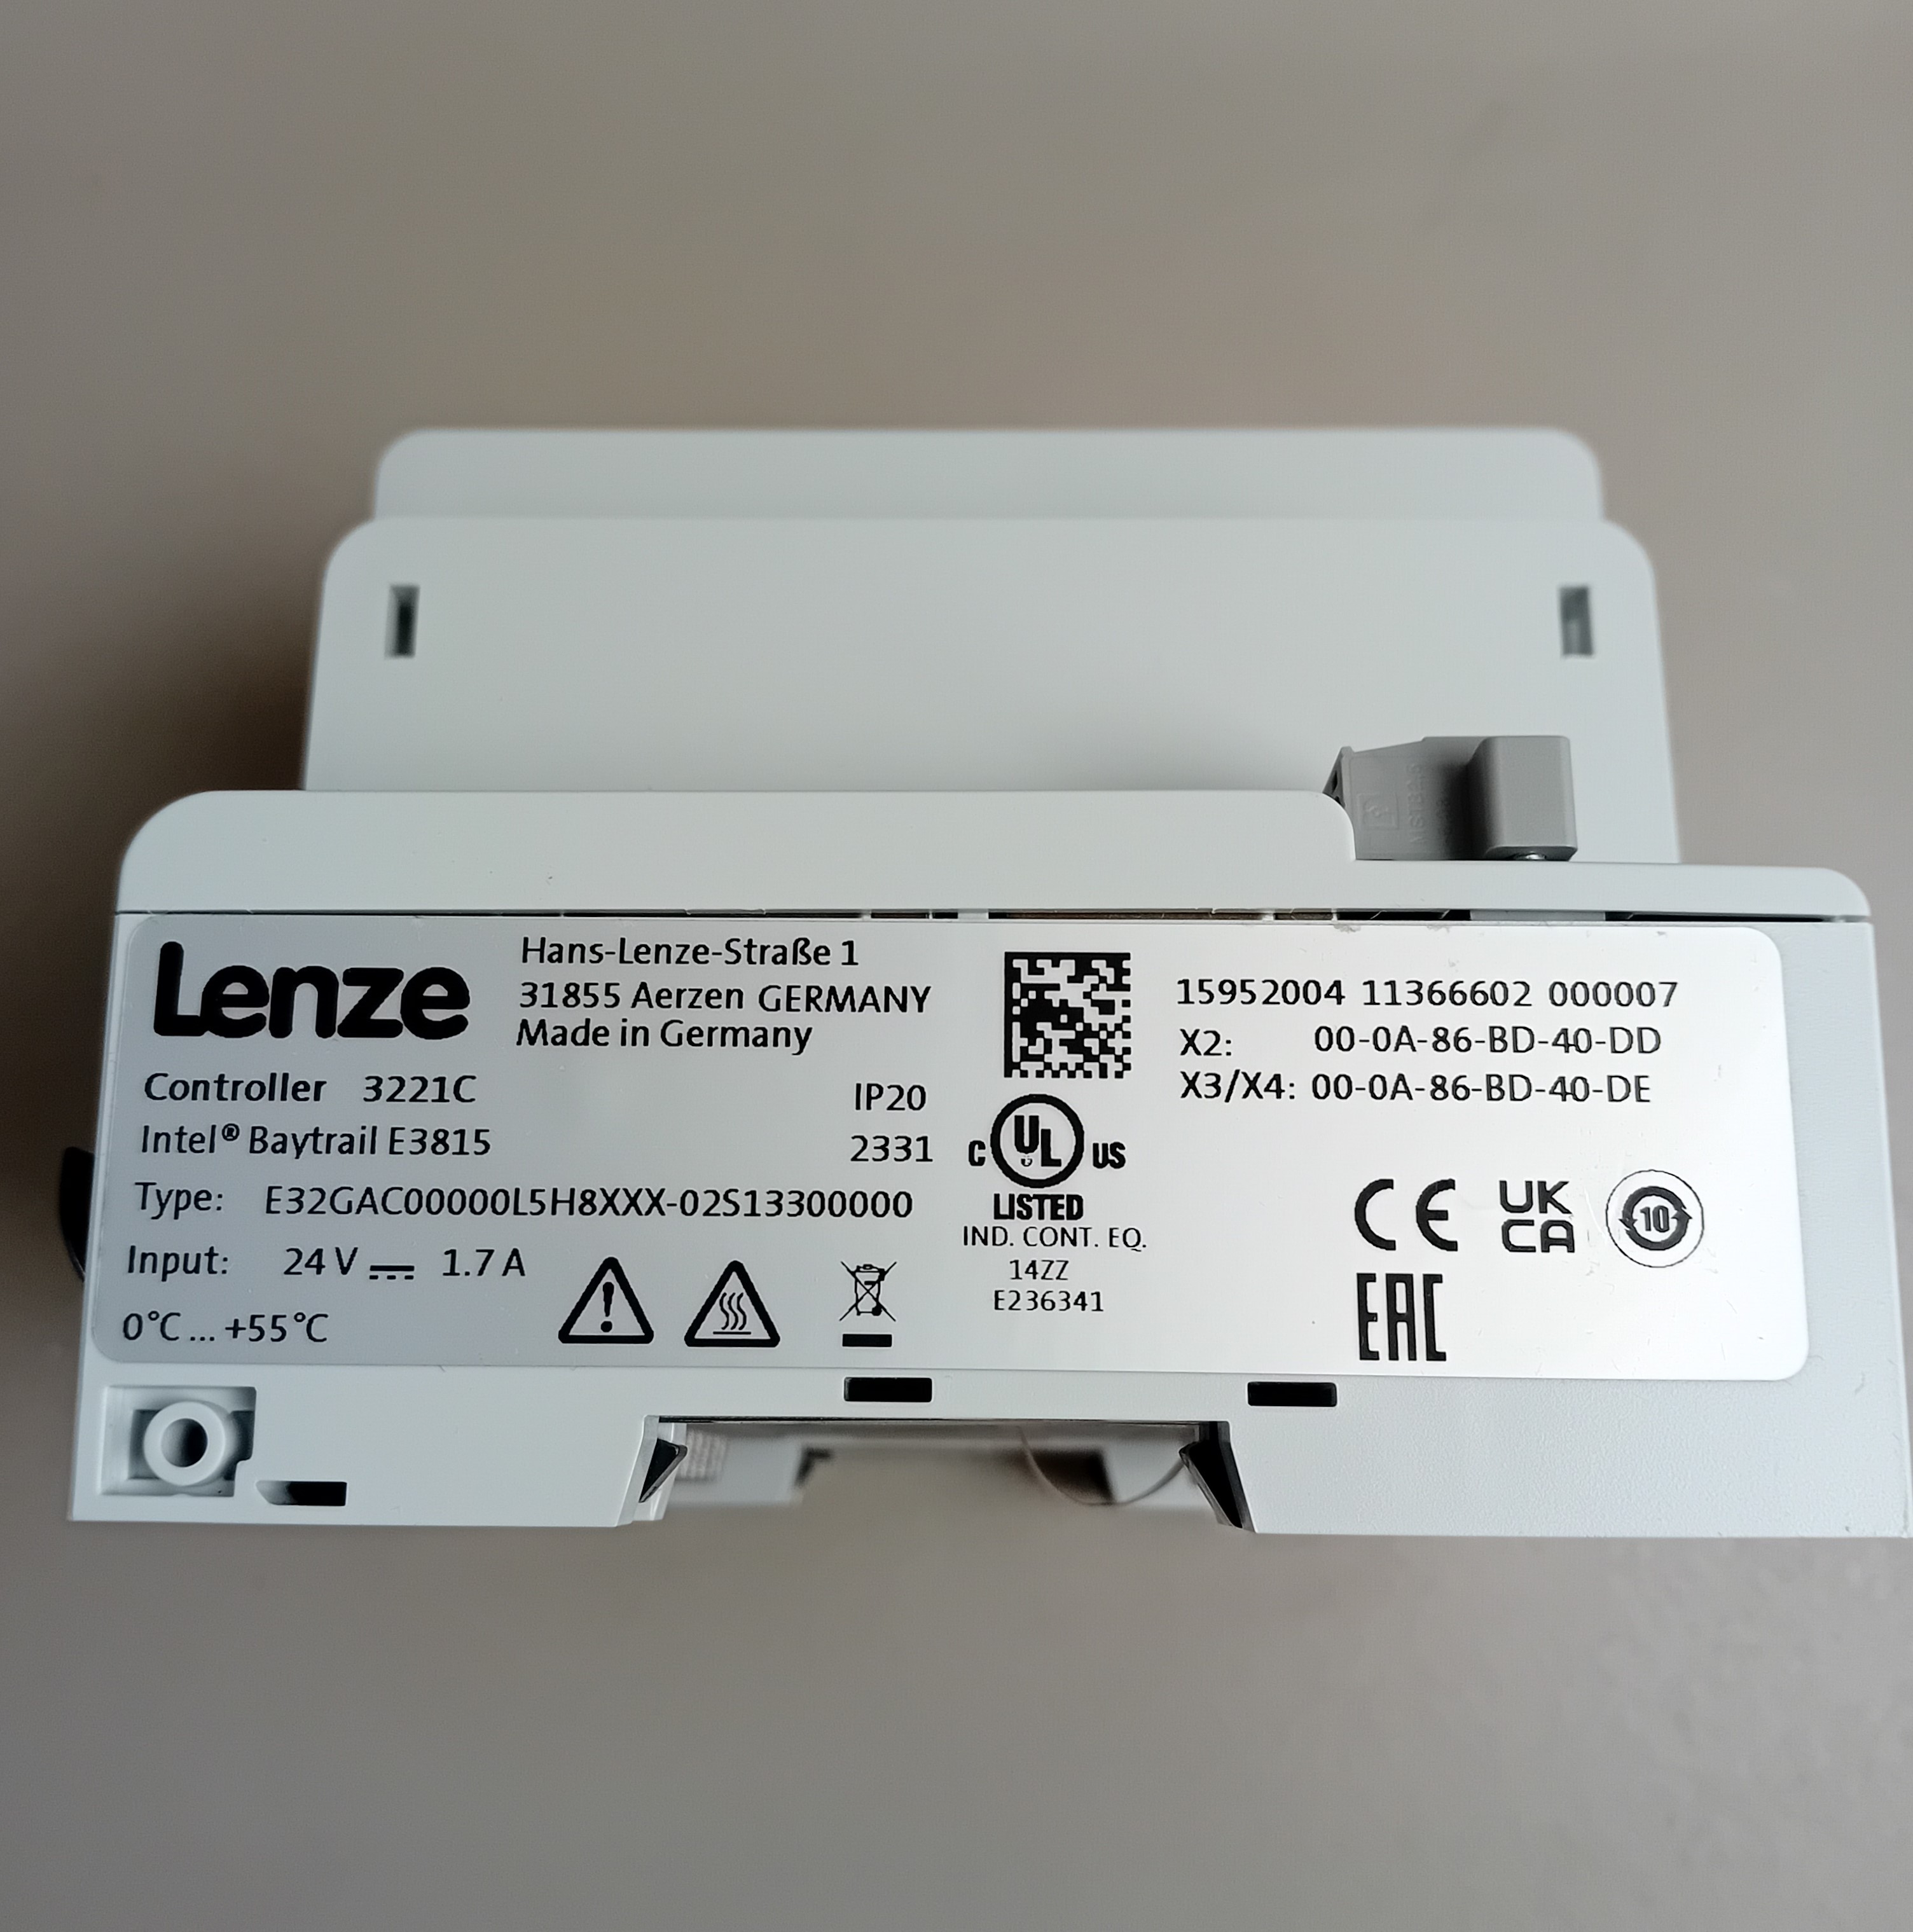 Lenze
Hans-Lenze-Straße 1
31855 Aerzen GERMANY
Made in Germany
Controller 3221C
IP20
Intel® Baytrail E3815
2331
Type: E32GAC00000L5H8XXX-02S13300000
Input: 24 V 1.7 A
0°C ... +55°C
C UL US
LISTED
IND. CONT. EQ.
14ZZ
E236341
15952004 11366602 000007
X2: 00-0A-86-BD-40-DD
X3/X4: 00-0A-86-BD-40-DE
CE
UK
CA
10
EAC